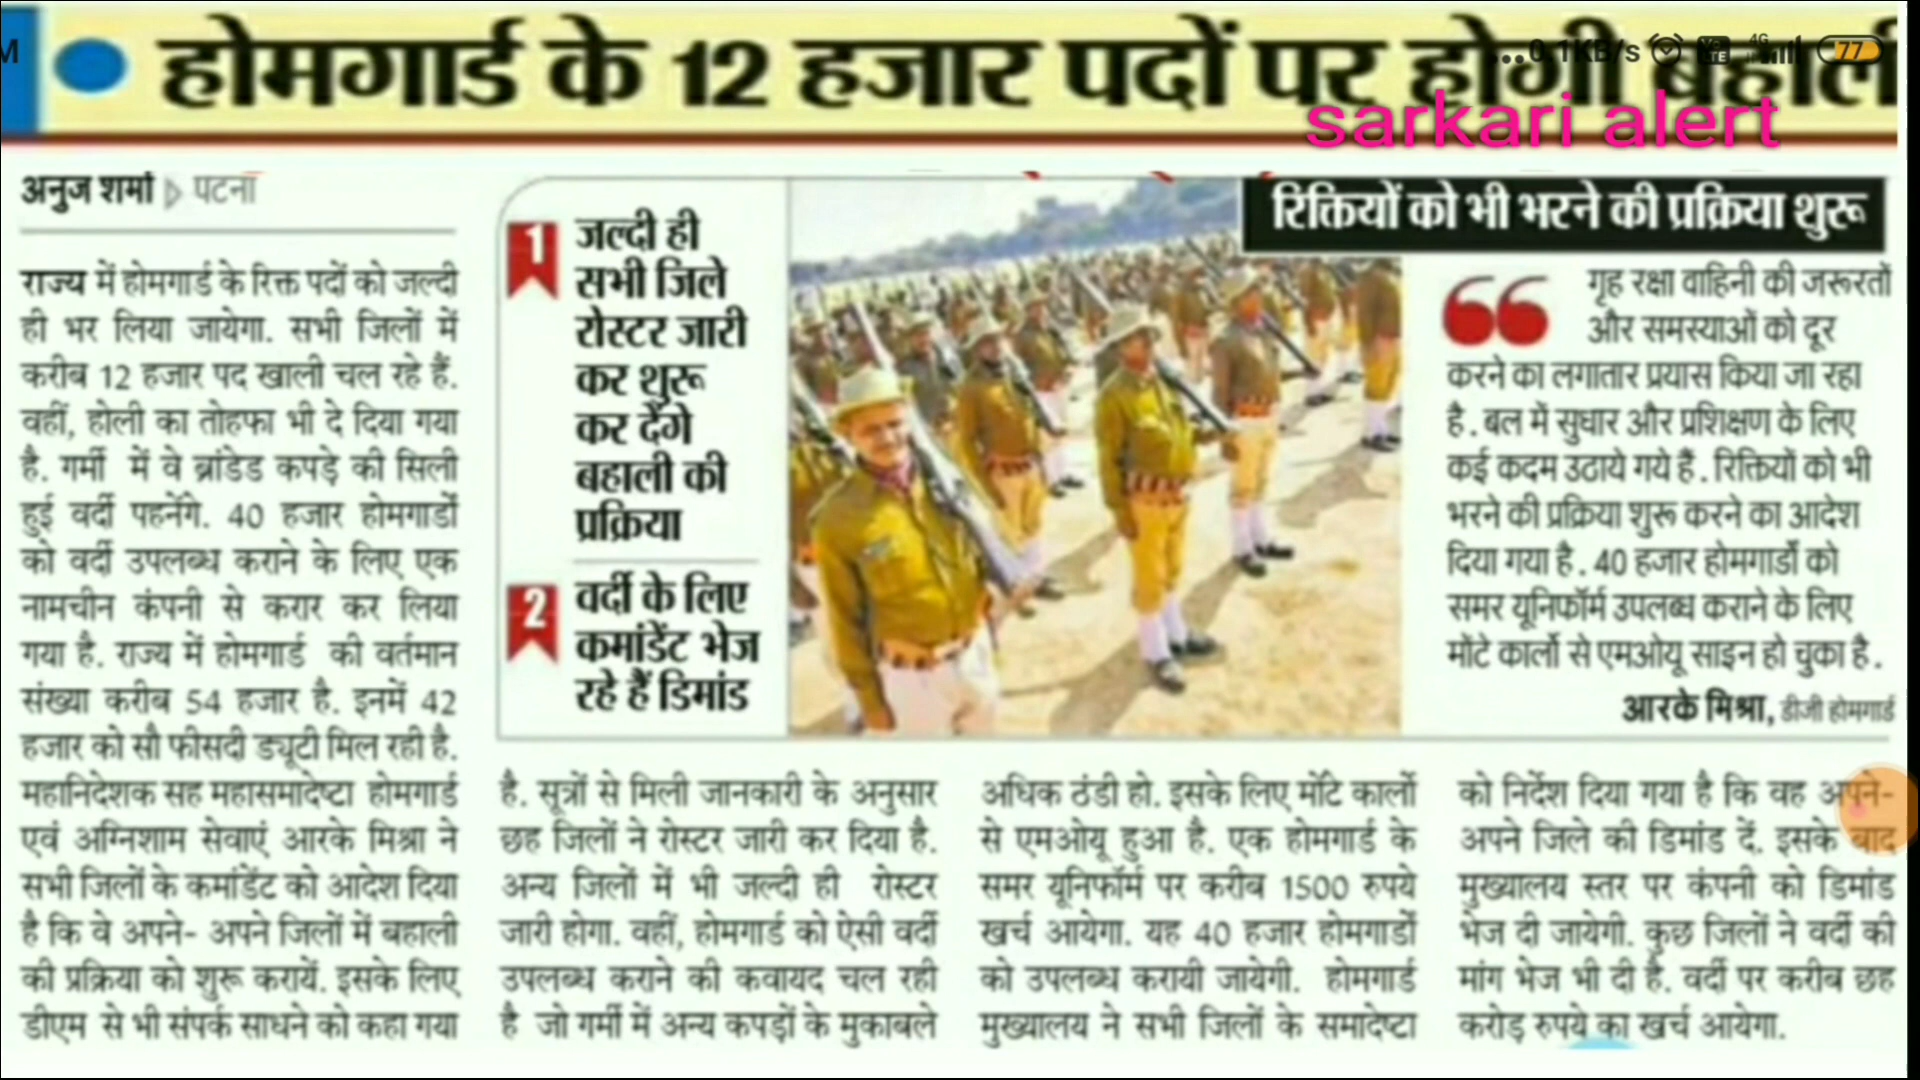 होमगार्ड के 12 हजार पदों पर होगी बहाली
...0.1KB/s
4G
77
M
sarkari alert
अनुज शर्मा पटना
राज्य में होमगार्ड के रिक्त पदों को जल्दी
ही भर लिया जायेगा. सभी जिलों में
करीब 12 हजार पद खाली चल रहे हैं.
वहीं, होली का तोहफा भी दे दिया गया
है. गर्मी में वे ब्रांडेड कपड़े की सिली
हुई वर्दी पहनेंगे. 40 हजार होमगार्डों
को वर्दी उपलब्ध कराने के लिए एक
नामचीन कंपनी से करार कर लिया
गया है. राज्य में होमगार्ड की वर्तमान
संख्या करीब 54 हजार है. इनमें 42
हजार को सौ फीसदी ड्यूटी मिल रही है.
महानिदेशक सह महासमादेष्टा होमगार्ड
एवं अग्निशाम सेवाएं आरके मिश्रा ने
सभी जिलों के कमांडेंट को आदेश दिया
है कि वे अपने- अपने जिलों में बहाली
की प्रक्रिया को शुरू करायें. इसके लिए
डीएम से भी संपर्क साधने को कहा गया
1 जल्दी ही
सभी जिले
रोस्टर जारी
कर शुरू
कर देंगे
बहाली की
प्रक्रिया
2 वर्दी के लिए
कमांडेंट भेज
रहे हैं डिमांड
रिक्तियों को भी भरने की प्रक्रिया शुरू
गृह रक्षा वाहिनी की जरूरतों
और समस्याओं को दूर
करने का लगातार प्रयास किया जा रहा
है. बल में सुधार और प्रशिक्षण के लिए
कई कदम उठाये गये हैं. रिक्तियों को भी
भरने की प्रक्रिया शुरू करने का आदेश
दिया गया है. 40 हजार होमगार्डों को
समर यूनिफॉर्म उपलब्ध कराने के लिए
मोंटे कार्लो से एमओयू साइन हो चुका है.
आरके मिश्रा, डीजी होमगार्ड
है. सूत्रों से मिली जानकारी के अनुसार
छह जिलों ने रोस्टर जारी कर दिया है.
अन्य जिलों में भी जल्दी ही रोस्टर
जारी होगा. वहीं, होमगार्ड को ऐसी वर्दी
उपलब्ध कराने की कवायद चल रही
है जो गर्मी में अन्य कपड़ों के मुकाबले
अधिक ठंडी हो. इसके लिए मोंटे कार्लो
से एमओयू हुआ है. एक होमगार्ड के
समर यूनिफॉर्म पर करीब 1500 रुपये
खर्च आयेगा. यह 40 हजार होमगार्डों
को उपलब्ध करायी जायेगी. होमगार्ड
मुख्यालय ने सभी जिलों के समादेष्टा
को निर्देश दिया गया है कि वह अपने-
अपने जिले की डिमांड दें. इसके बाद
मुख्यालय स्तर पर कंपनी को डिमांड
भेज दी जायेगी. कुछ जिलों ने वर्दी की
मांग भेज भी दी है. वर्दी पर करीब छह
करोड़ रुपये का खर्च आयेगा.